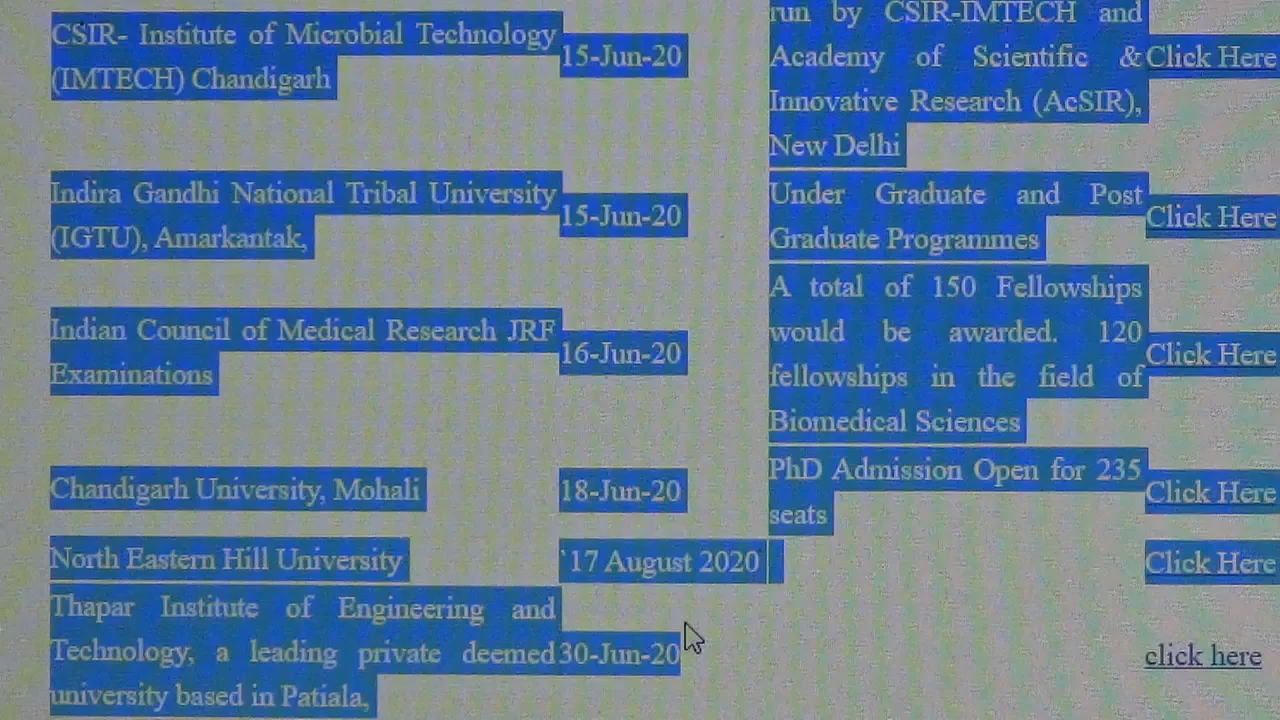 run by CSIR-IMTECH and
CSIR- Institute of Microbial Technology
(IMTECH) Chandigarh
15-Jun-20
Academy of Scientific &
Innovative Research (AcSIR),
New Delhi
Click Here
Indira Gandhi National Tribal University
(IGTU), Amarkantak,
15-Jun-20
Under Graduate and Post
Graduate Programmes
Click Here
Indian Council of Medical Research JRF
Examinations
16-Jun-20
A total of 150 Fellowships
would be awarded. 120
fellowships in the field of
Biomedical Sciences
Click Here
Chandigarh University, Mohali
18-Jun-20
PhD Admission Open for 235
seats
Click Here
North Eastern Hill University
`17 August 2020
Click Here
Thapar Institute of Engineering and
Technology, a leading private deemed
university based in Patiala,
30-Jun-20
click here